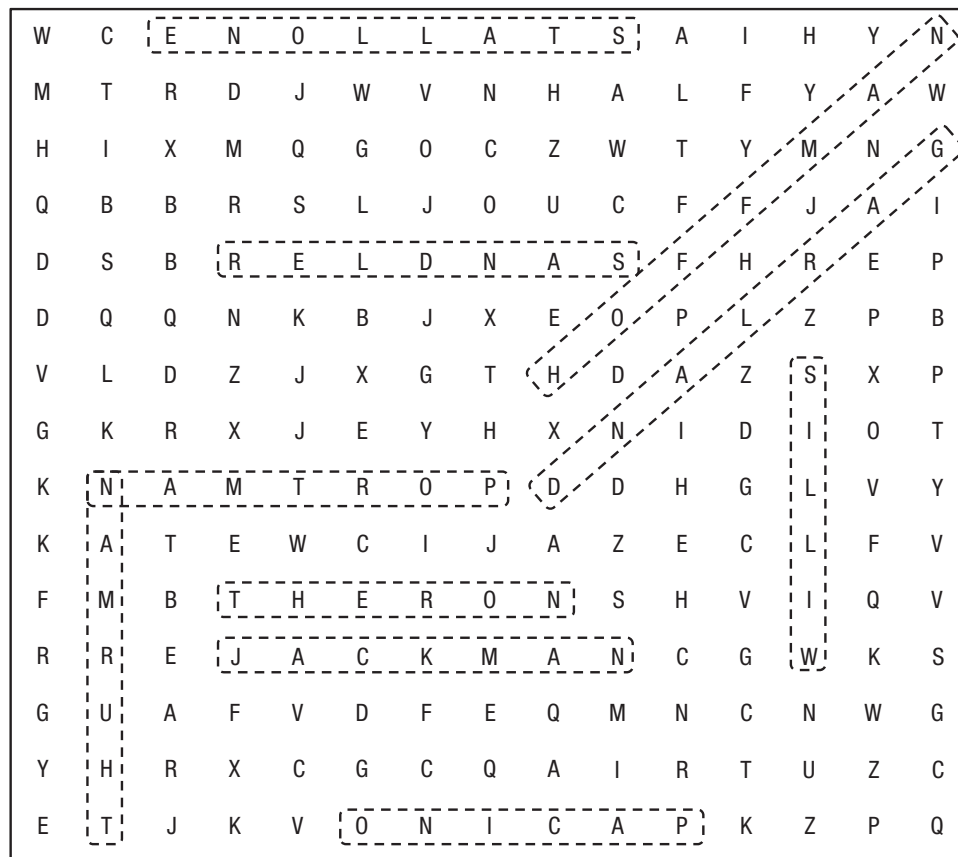 W C E N O L L A T S A I H Y N
M T R D J W V N H A L F Y A W
H I X M Q G O C Z W T Y M N G
Q B B R S L J O U C F F J A I
D S B R E L D N A S F H R E P
D Q Q N K B J X E O P L Z P B
V L D Z J X G T H D A Z S X P
G K R X J E Y H X N I D I O T
K N A M T R O P D D H G L V Y
K A T E W C I J A Z E C L F V
F M B T H E R O N S H V I Q V
R R E J A C K M A N C G W K S
G U A F V D F E Q M N C N W G
Y H R X C G C Q A I R T U Z C
E T J K V O N I C A P K Z P Q